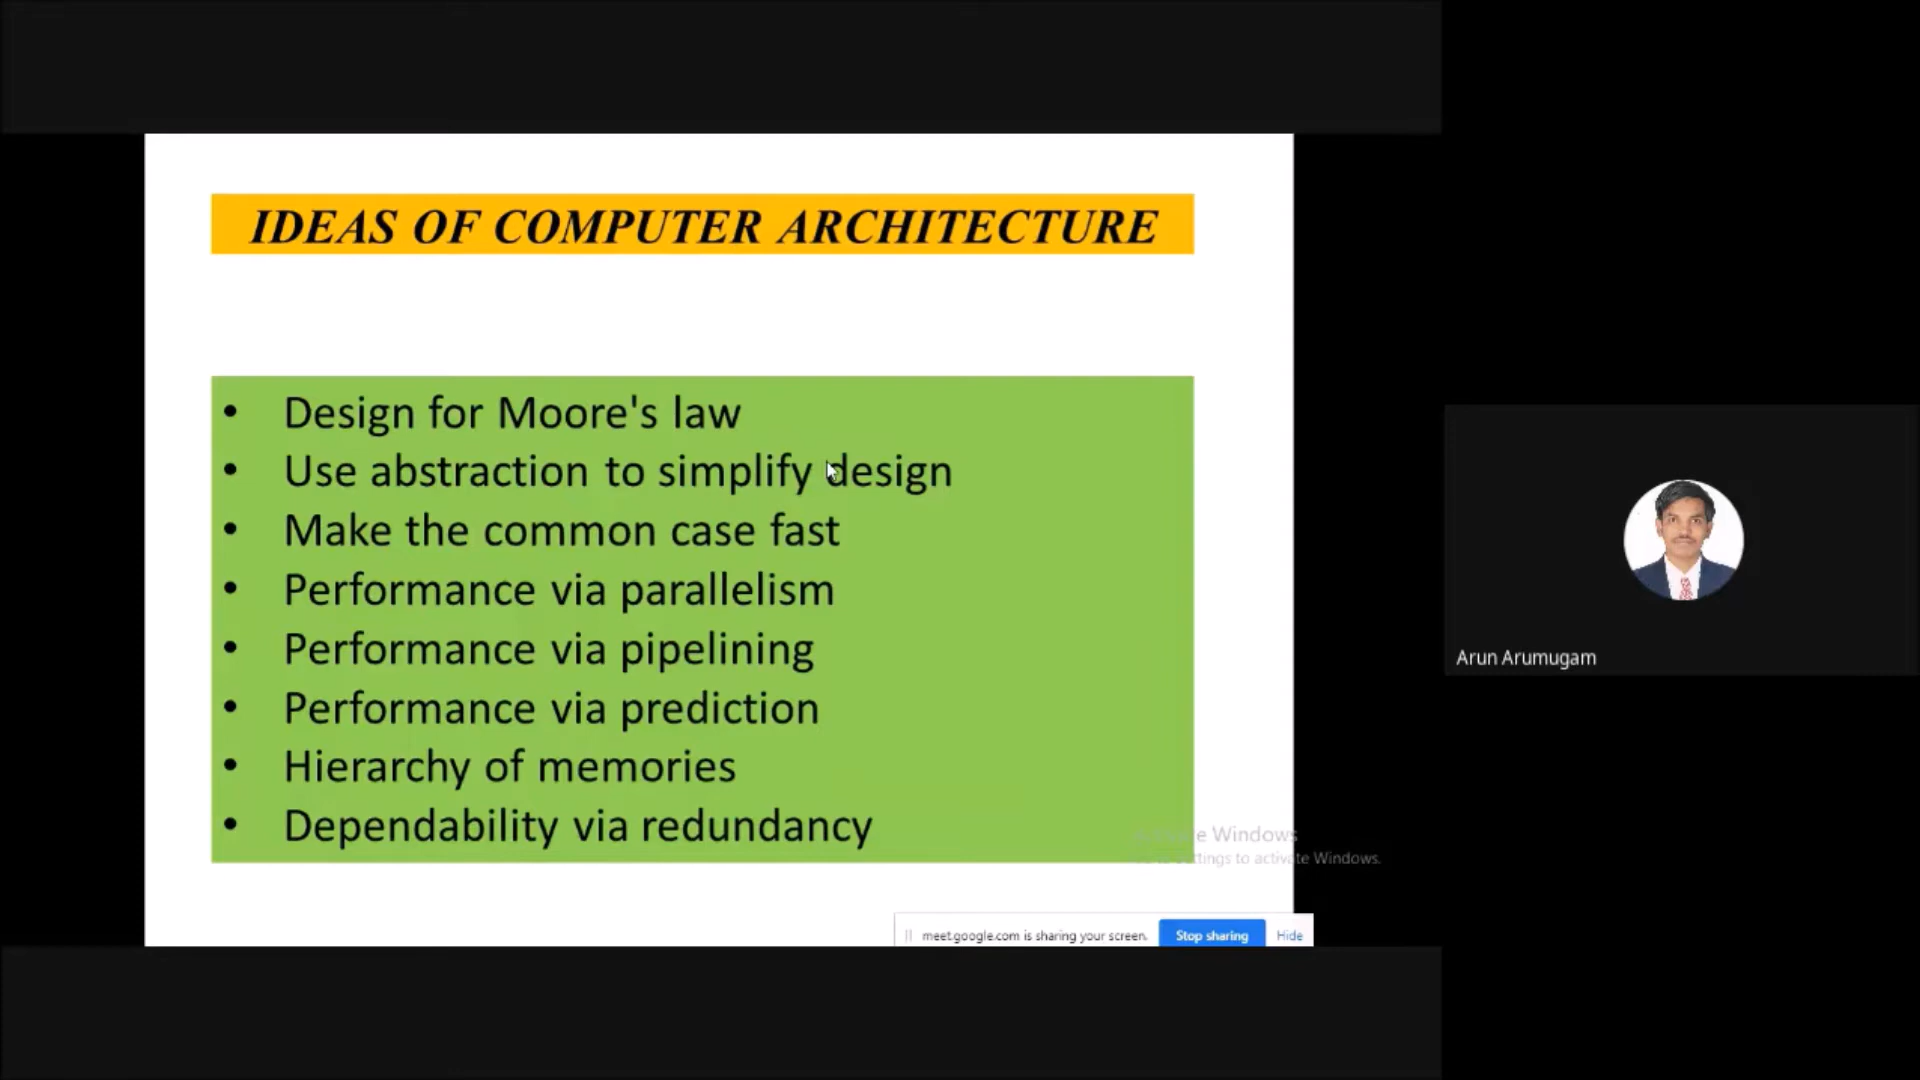 IDEAS OF COMPUTER ARCHITECTURE
• Design for Moore's law
• Use abstraction to simplify design
• Make the common case fast
• Performance via parallelism
• Performance via pipelining
• Performance via prediction
• Hierarchy of memories
• Dependability via redundancy
Windows
to activate Windows.
meet.google.com is sharing your screen. Stop sharing Hide
Arun Arumugam